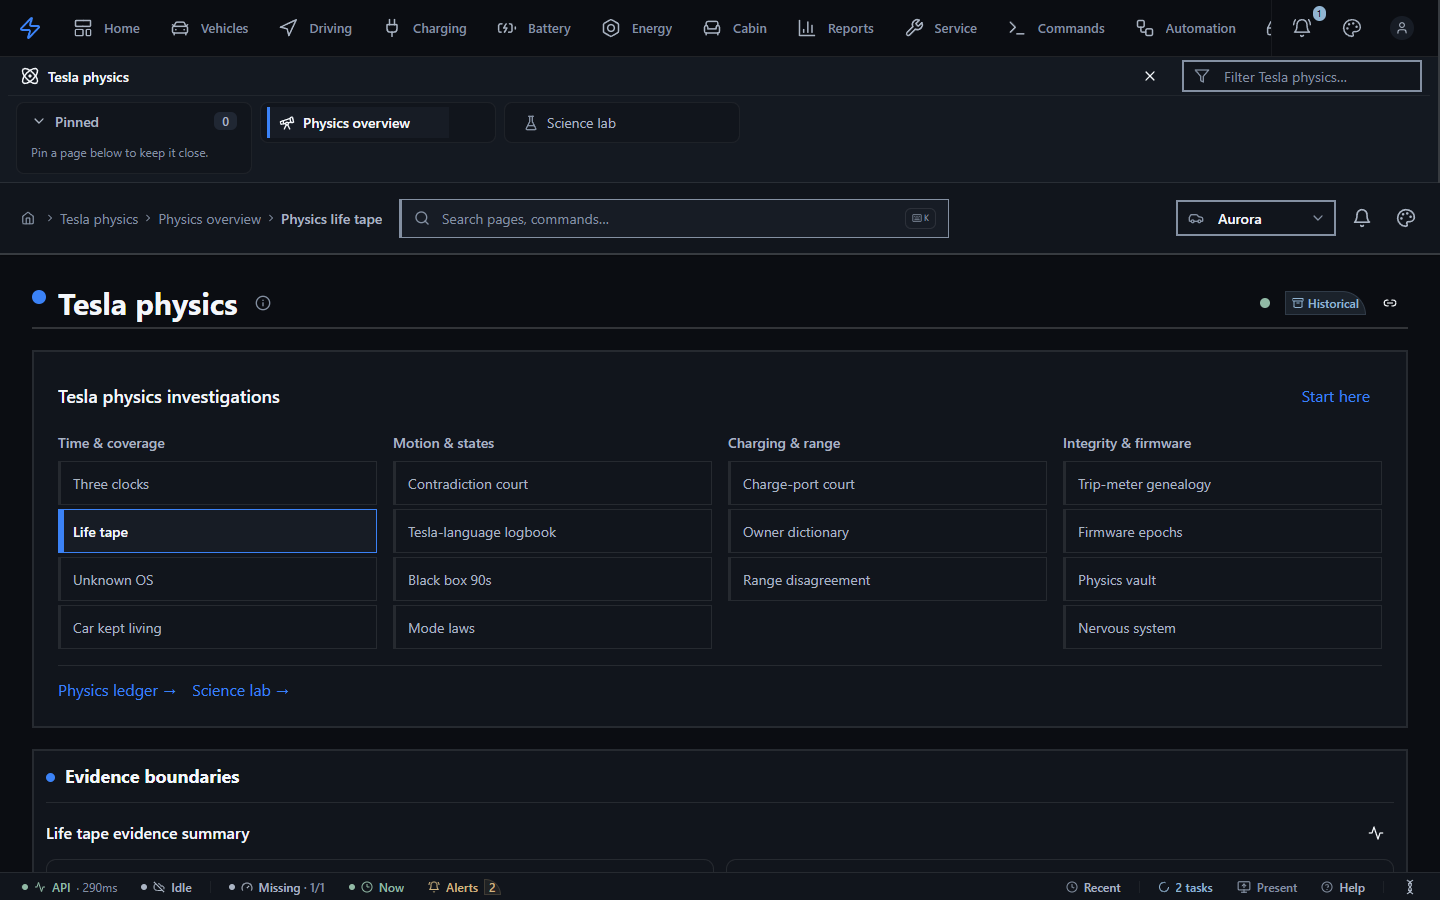 Home
Vehicles
Driving
Charging
Battery
Energy
Cabin
Reports
Service
Commands
Automation
1
Tesla physics
Filter Tesla physics...
Pinned
0
Pin a page below to keep it close.
Physics overview
Science lab
Tesla physics > Physics overview > Physics life tape
Search pages, commands...
K
Aurora
Tesla physics
Historical
Tesla physics investigations
Start here
Time & coverage
Three clocks
Life tape
Unknown OS
Car kept living
Motion & states
Contradiction court
Tesla-language logbook
Black box 90s
Mode laws
Charging & range
Charge-port court
Owner dictionary
Range disagreement
Integrity & firmware
Trip-meter genealogy
Firmware epochs
Physics vault
Nervous system
Physics ledger →
Science lab →
Evidence boundaries
Life tape evidence summary
API · 290ms
Idle
Missing · 1/1
Now
Alerts 2
Recent
2 tasks
Present
Help